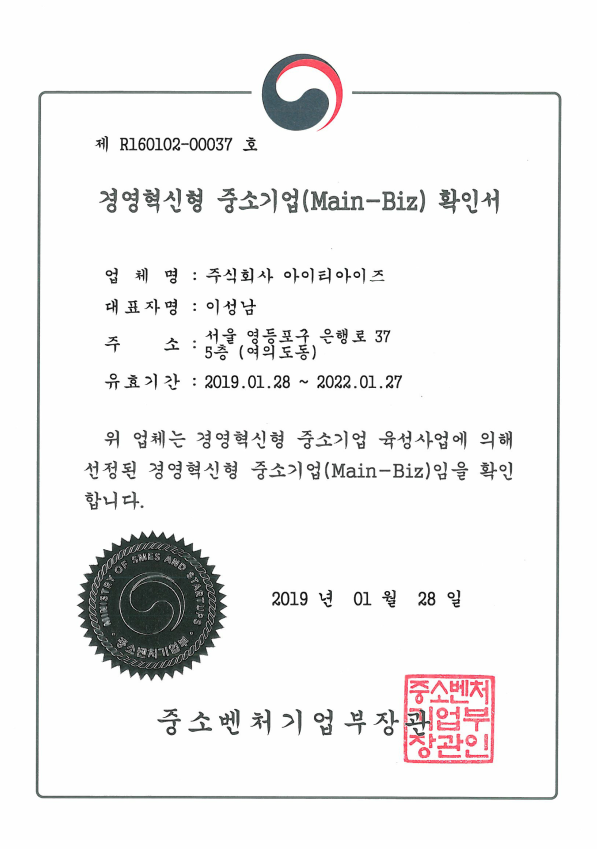 제 R160102-00037 호
경영혁신형 중소기업(Main-Biz) 확인서
업 체 명 : 주식회사 아이티아이즈
대표자명 : 이성남
주 소 : 서울 영등포구 은행로 37
5층 (여의도동)
유효기간 : 2019.01.28 ~ 2022.01.27
위 업체는 경영혁신형 중소기업 육성사업에 의해
선정된 경영혁신형 중소기업(Main-Biz)임을 확인
합니다.
MINISTRY OF SMES AND STARTUPS
중소벤처기업부
2019 년 01 월 28 일
중소벤처기업부장관
중소벤처
기업부
장관인